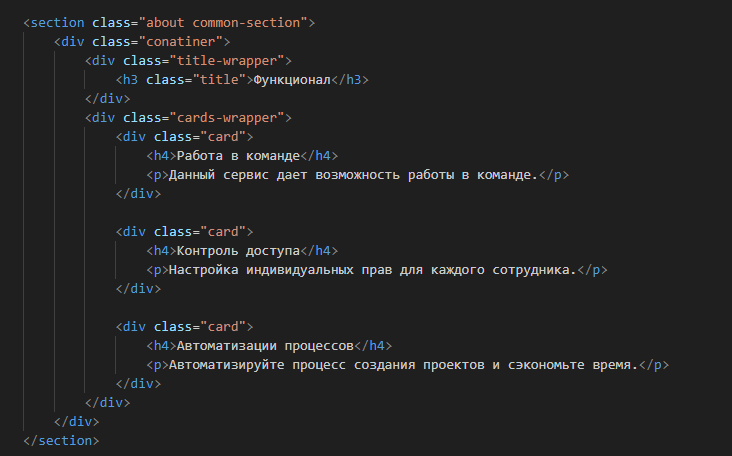 <section class="about common-section">
<div class="conatiner">
<div class="title-wrapper">
<h3 class="title">Функционал</h3>
</div>
<div class="cards-wrapper">
<div class="card">
<h4>Работа в команде</h4>
<p>Данный сервис дает возможность работы в команде.</p>
</div>
<div class="card">
<h4>Контроль доступа</h4>
<p>Настройка индивидуальных прав для каждого сотрудника.</p>
</div>
<div class="card">
<h4>Автоматизации процессов</h4>
<p>Автоматизируйте процесс создания проектов и сэкономьте время.</p>
</div>
</div>
</div>
</section>